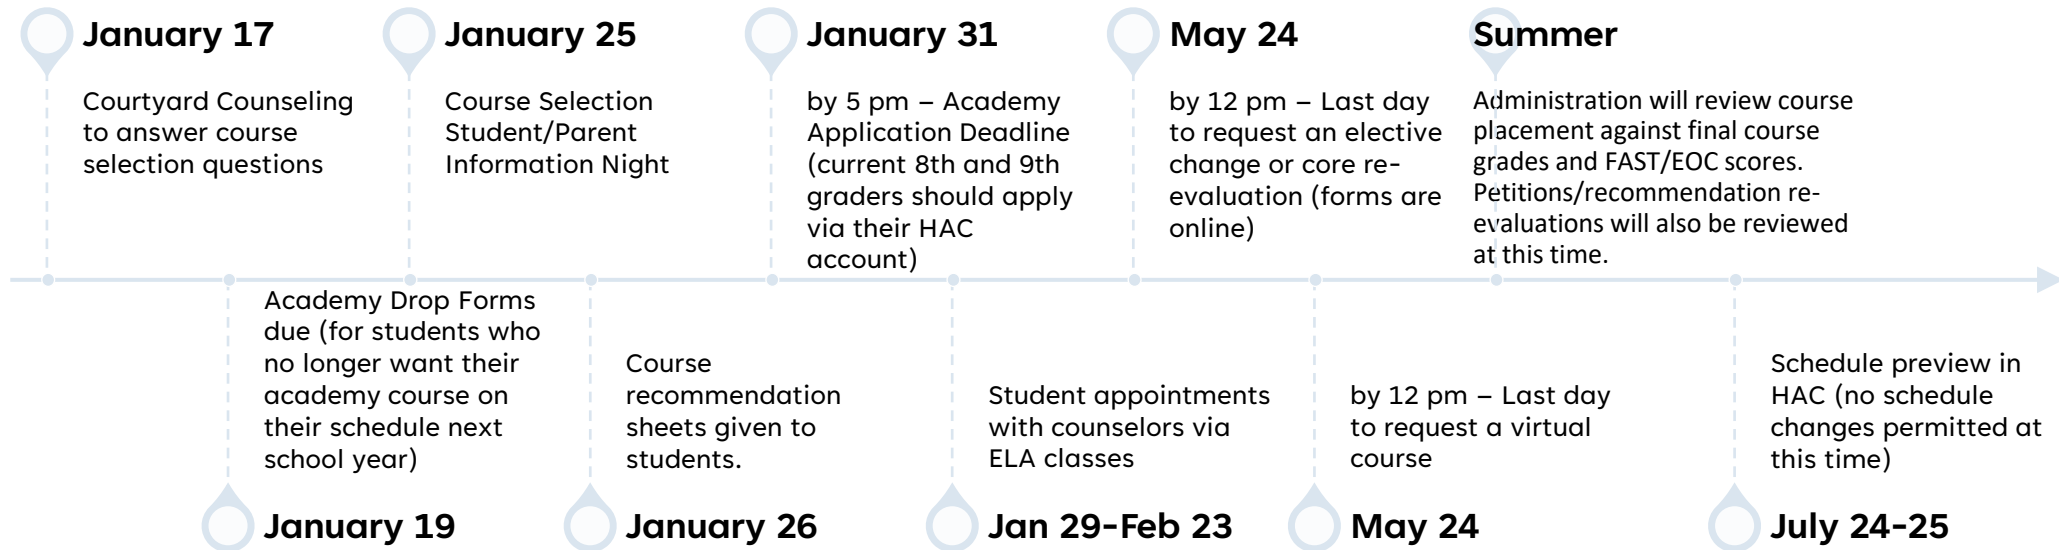 January 17
Courtyard Counseling
to answer course
selection questions
Academy Drop Forms
due (for students who
no longer want their
academy course on
their schedule next
school year)
January 19
January 25
Course Selection
Student/Parent
Information Night
Course
recommendation
sheets given to
students.
January 26
January 31
by 5 pm – Academy
Application Deadline
(current 8th and 9th
graders should apply
via their HAC
account)
Student appointments
with counselors via
ELA classes
Jan 29-Feb 23
May 24
by 12 pm – Last day
to request an elective
change or core re-
evaluation (forms are
online)
by 12 pm – Last day
to request a virtual
course
May 24
Summer
Administration will review course
placement against final course
grades and FAST/EOC scores.
Petitions/recommendation re-
evaluations will also be reviewed
at this time.
Schedule preview in
HAC (no schedule
changes permitted at
this time)
July 24-25